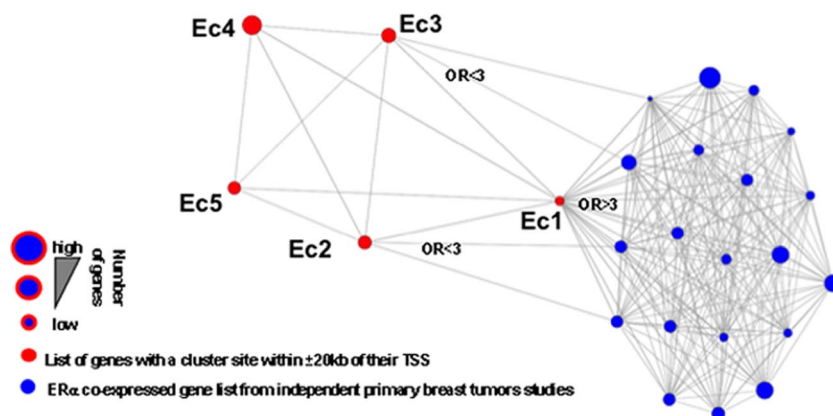 Ec4
Ec3
OR<3
Ec5
Ec1
OR>3
Ec2
OR<3
high
Number of genes
low
List of genes with a cluster site within ±20kb of their TSS
ERα co-expressed gene list from independent primary breast tumors studies